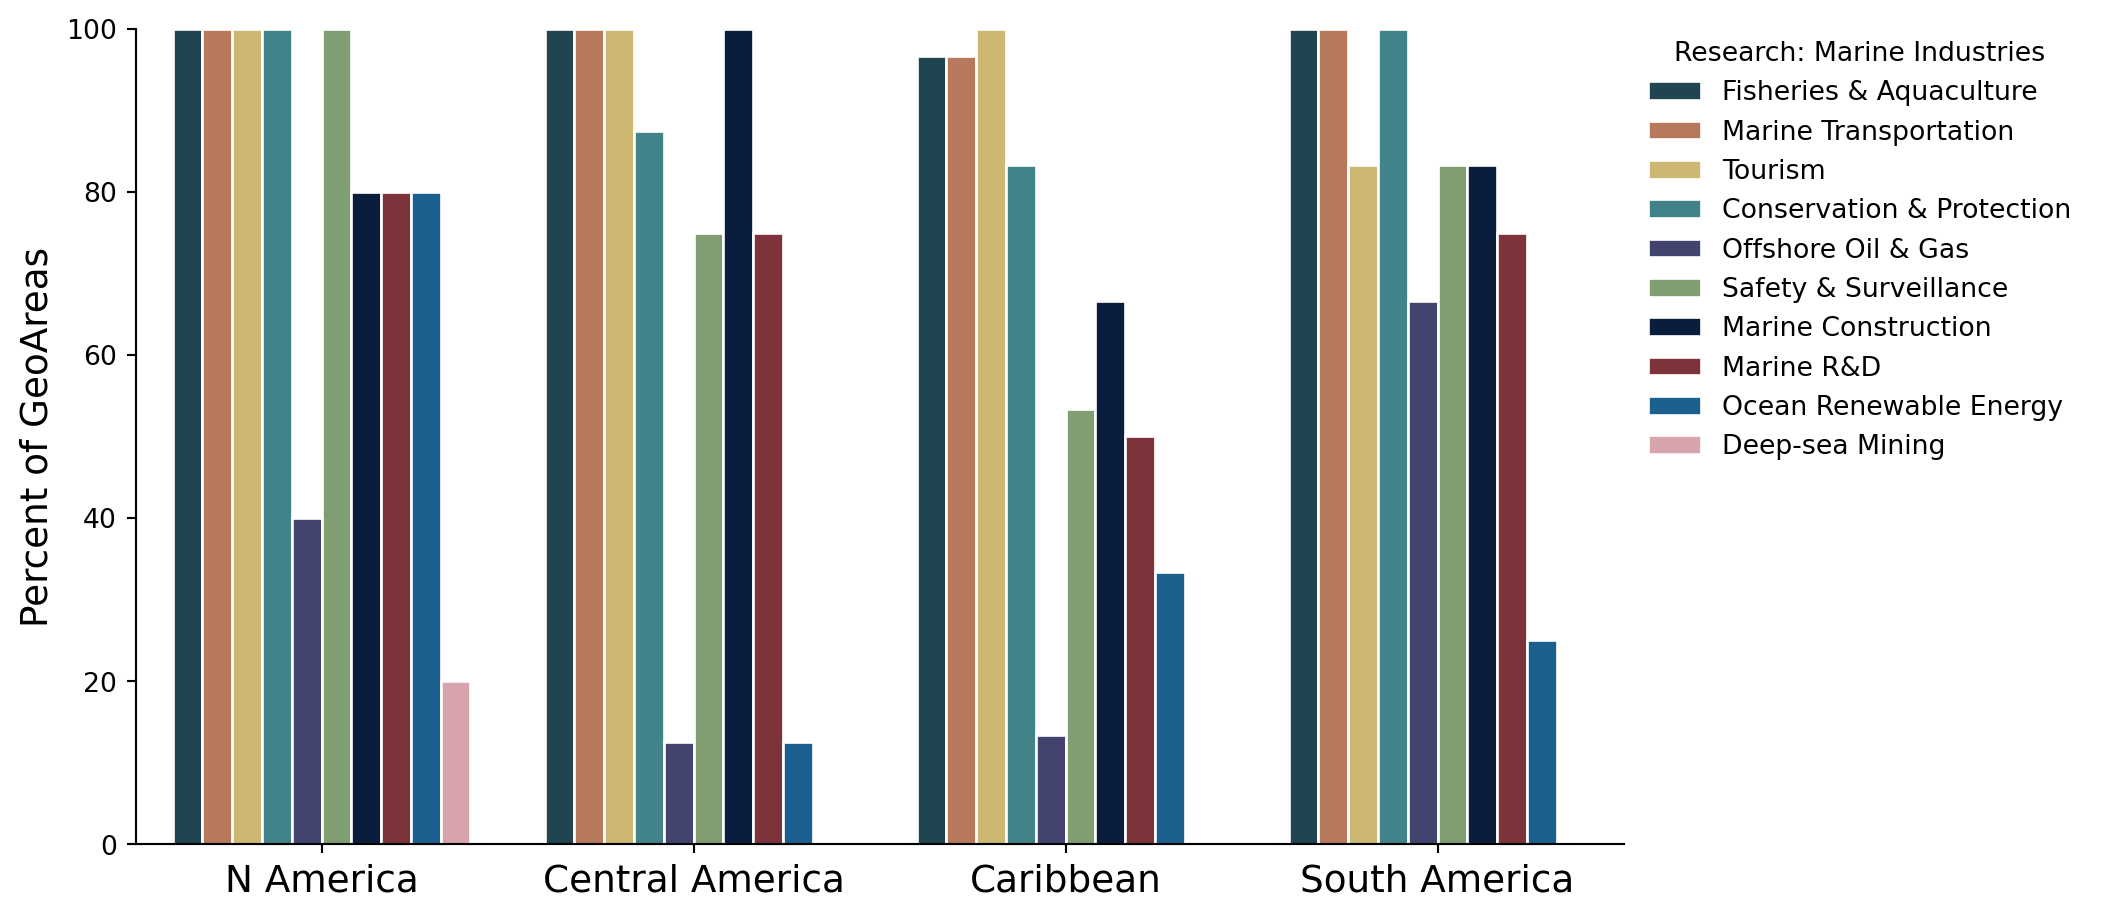 Percent of GeoAreas
100
80
60
40
20
0
N America
Central America
Caribbean
South America
Research: Marine Industries
Fisheries & Aquaculture
Marine Transportation
Tourism
Conservation & Protection
Offshore Oil & Gas
Safety & Surveillance
Marine Construction
Marine R&D
Ocean Renewable Energy
Deep-sea Mining